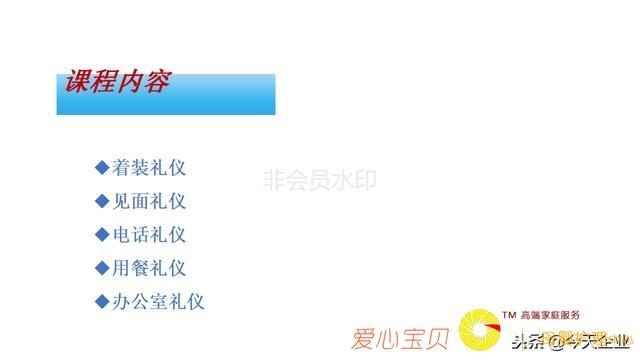 课程内容
◆着装礼仪
◆见面礼仪
非会员水印
◆电话礼仪
◆用餐礼仪
◆办公室礼仪
TM 高端家庭服务
爱心宝贝
头条@今天企业